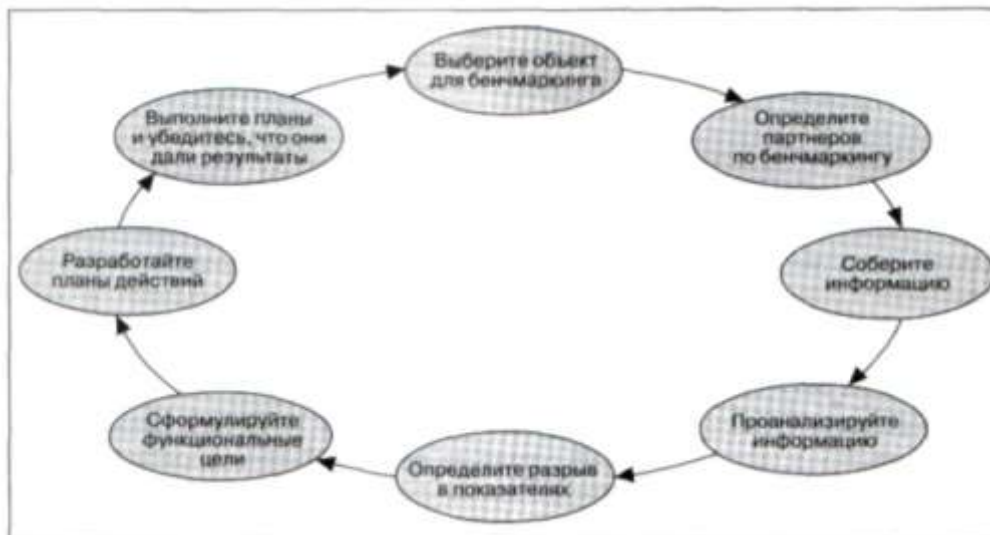 Выберите объект
для бенчмаркинга
Определите
партнеров
по бенчмаркингу
Соберите
информацию
Проанализируйте
информацию
Определите разрыв
в показателях
Сформулируйте
функциональные
цели
Разработайте
планы действий
Выполните планы
и убедитесь, что они
дали результаты